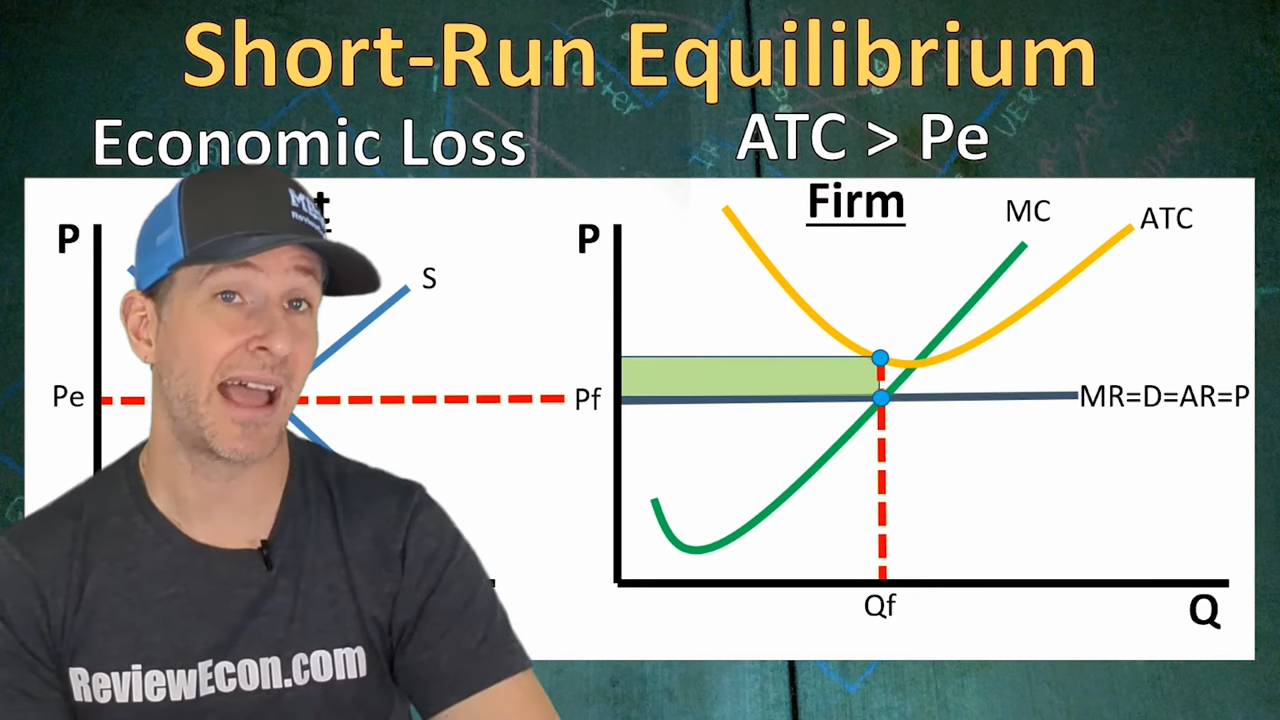 Short-Run Equilibrium
Economic Loss
ATC > Pe
P
S
Pe
P
Firm
MC
ATC
Pf
MR=D=AR=P
Qf
Q
ReviewEcon.com